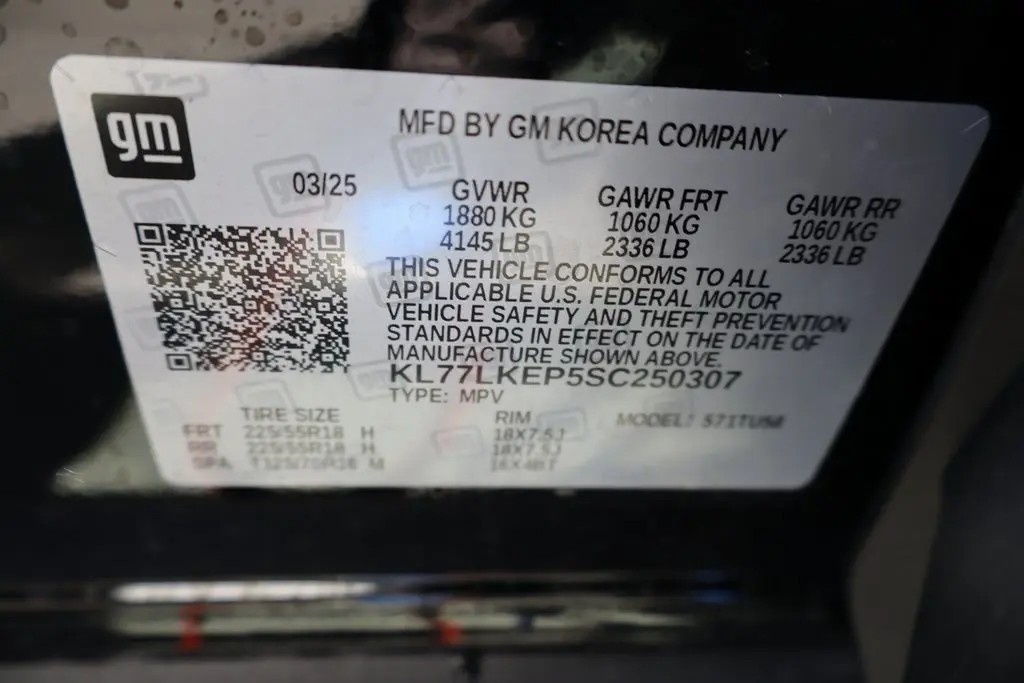 gm
MFD BY GM KOREA COMPANY
03/25 GVWR GAWR FRT GAWR RR
1880 KG 1060 KG 1060 KG
4145 LB 2336 LB 2336 LB
THIS VEHICLE CONFORMS TO ALL
APPLICABLE U.S. FEDERAL MOTOR
VEHICLE SAFETY AND THEFT PREVENTION
STANDARDS IN EFFECT ON THE DATE OF
MANUFACTURE SHOWN ABOVE.
KL77LKEP5SC250307
TYPE: MPV
TIRE SIZE RIM MODEL:
FRT 225/55R18 H 18X7.5J
RR 225/55R18 H 18X7.5J
SPA